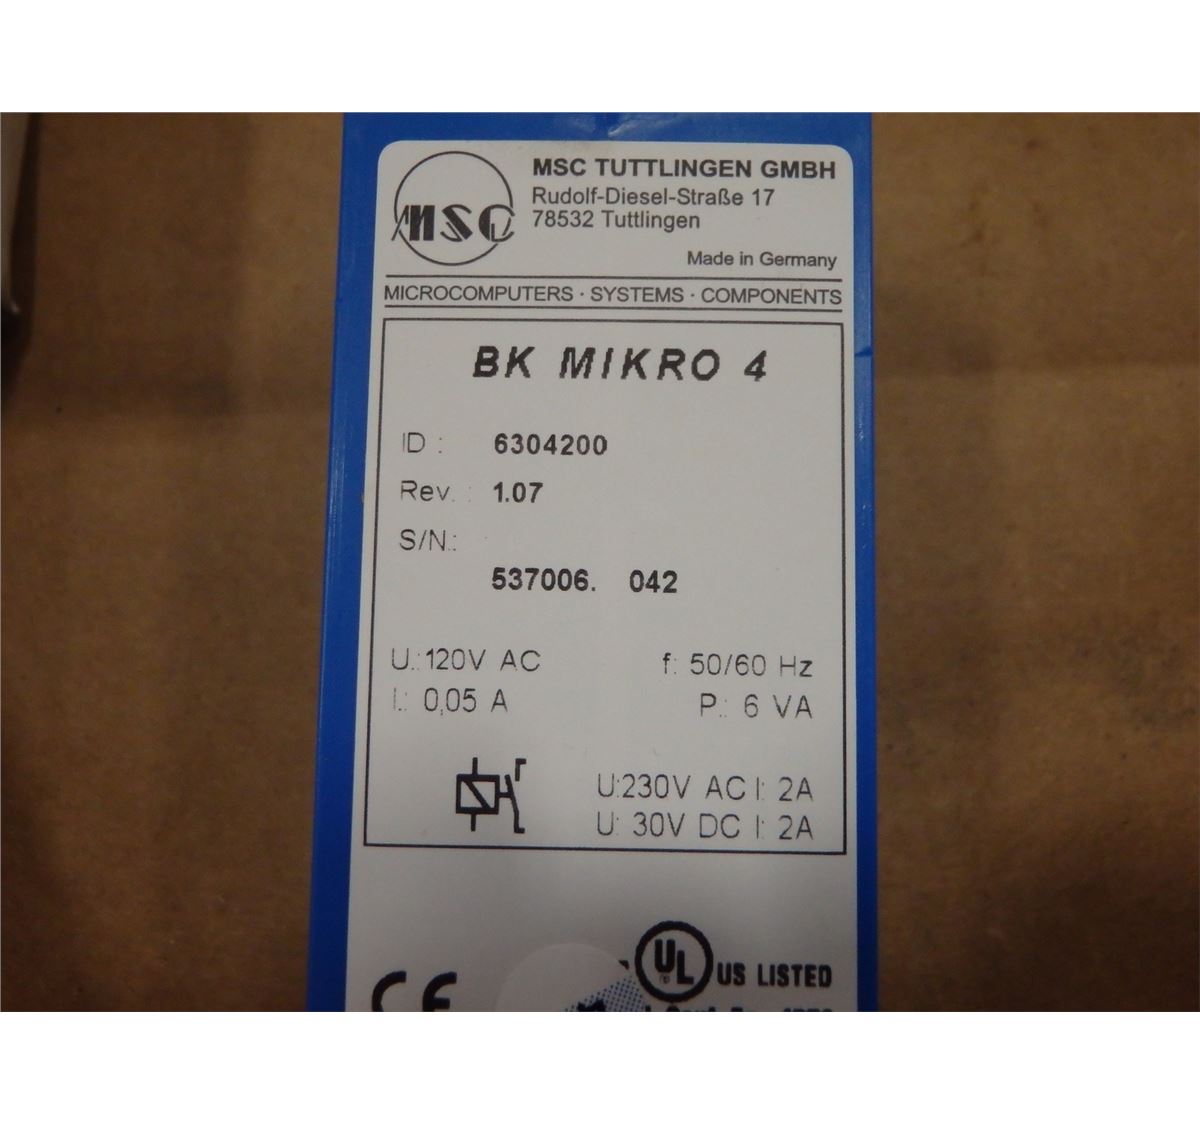 MSC
MSC TUTTLINGEN GMBH
Rudolf-Diesel-Straße 17
78532 Tuttlingen
Made in Germany
MICROCOMPUTERS · SYSTEMS · COMPONENTS
BK MIKRO 4
ID : 6304200
Rev. : 1.07
S/N.:
537006. 042
U.:120V AC f: 50/60 Hz
I.: 0,05 A P.: 6 VA
U:230V AC I: 2A
U: 30V DC I: 2A
CE
UL US LISTED